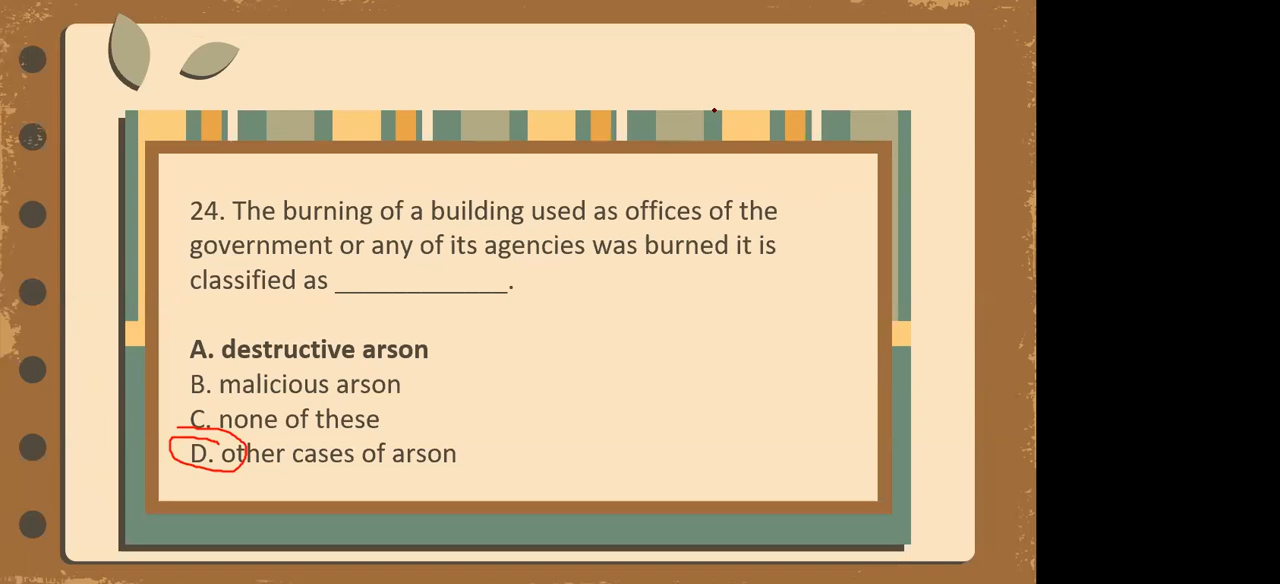 24. The burning of a building used as offices of the
government or any of its agencies was burned it is
classified as _____________.
A. destructive arson
B. malicious arson
C. none of these
D. other cases of arson